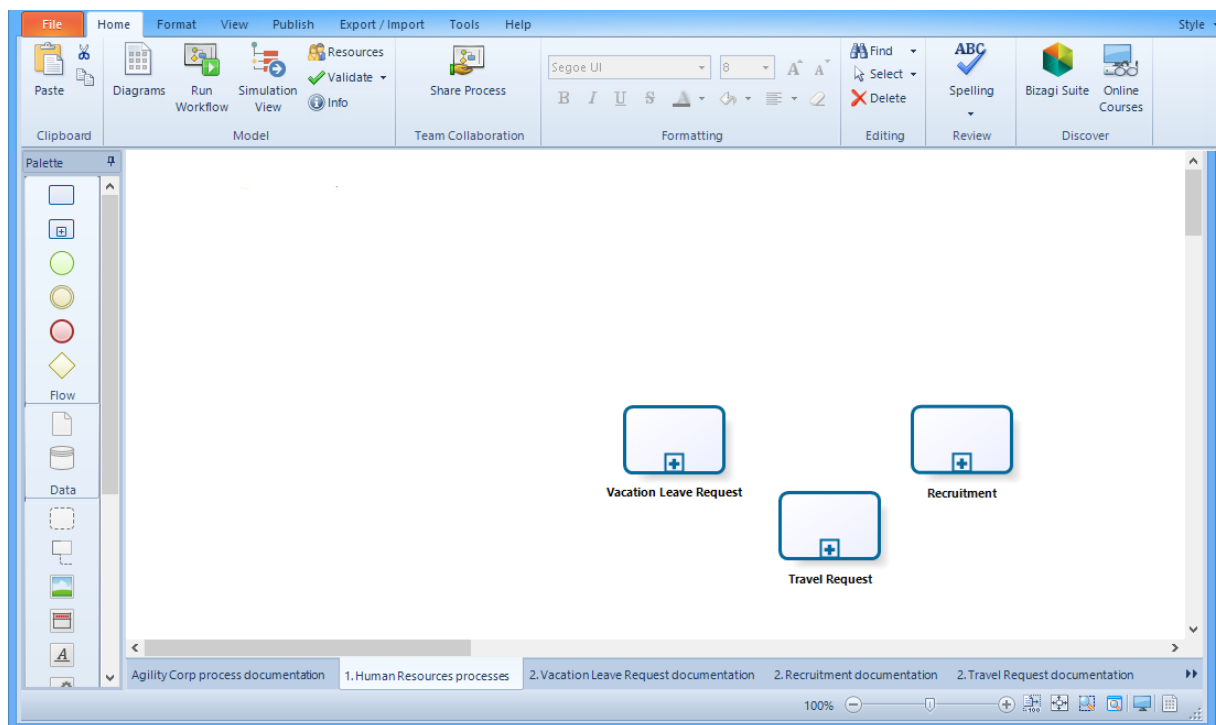 File Home Format View Publish Export / Import Tools Help Style
Paste
Clipboard
Diagrams
Run Workflow
Simulation View
Resources
Validate
Info
Model
Share Process
Team Collaboration
Segoe UI 8 A A
B I U S A
Formatting
Find
Select
Delete
Editing
ABC
Spelling
Review
Bizagi Suite
Online Courses
Discover
Palette
Flow
Data
A
Vacation Leave Request
Recruitment
Travel Request
Agility Corp process documentation 1. Human Resources processes 2. Vacation Leave Request documentation 2. Recruitment documentation 2. Travel Request documentation
100%